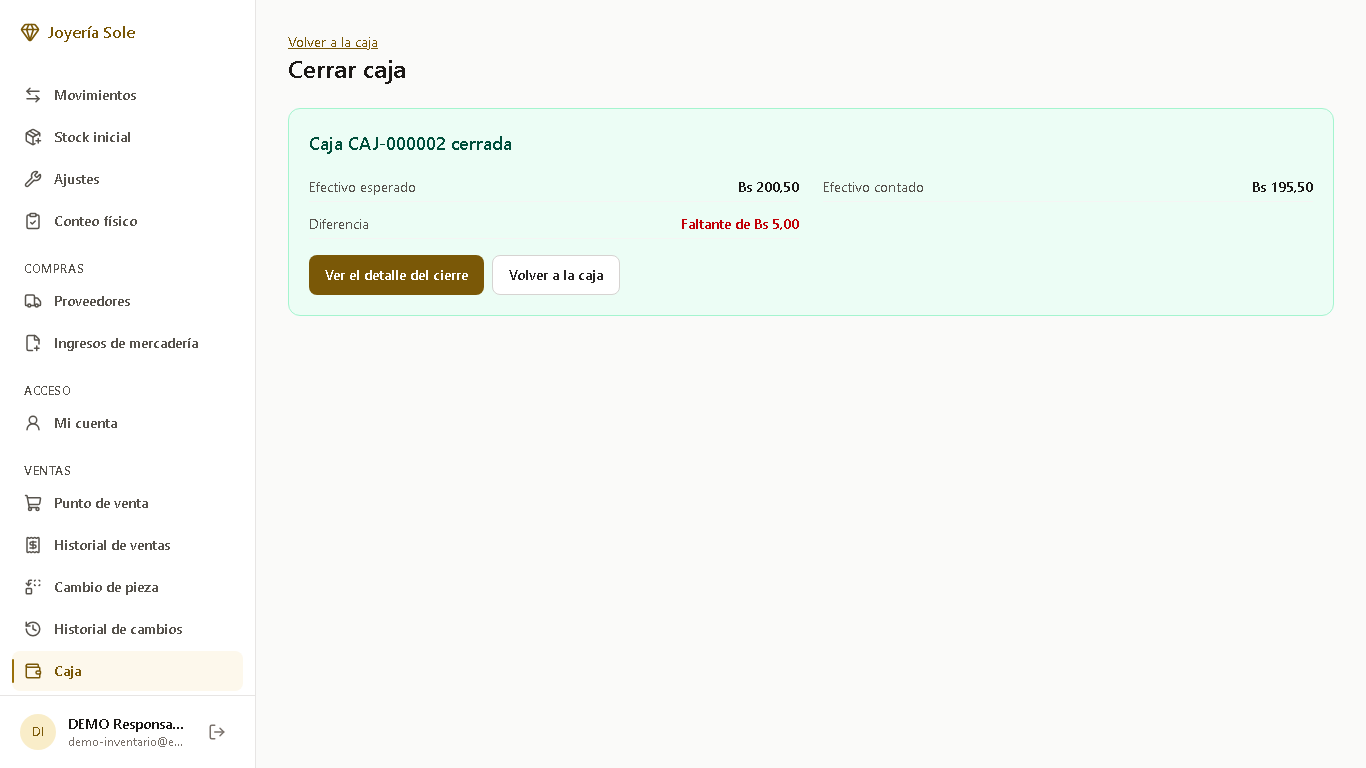 Joyería Sole
Movimientos
Stock inicial
Ajustes
Conteo físico
COMPRAS
Proveedores
Ingresos de mercadería
ACCESO
Mi cuenta
VENTAS
Punto de venta
Historial de ventas
Cambio de pieza
Historial de cambios
Caja
DI
DEMO Responsa...
demo-inventario@e...
Volver a la caja
Cerrar caja
Caja CAJ-000002 cerrada
Efectivo esperado Bs 200,50 Efectivo contado Bs 195,50
Diferencia Faltante de Bs 5,00
Ver el detalle del cierre Volver a la caja